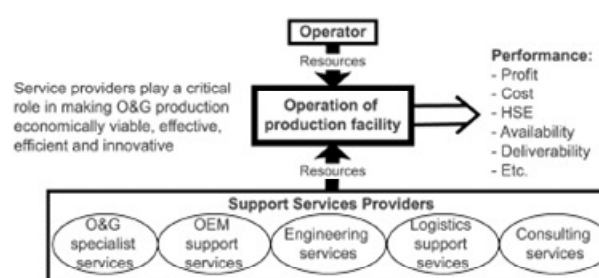 Operator
Resources
Service providers play a critical
role in making O&G production
economically viable, effective,
efficient and innovative
Operation of
production facility
Performance:
- Profit
- Cost
- HSE
- Availability
- Deliverability
- Etc.
Resources
Support Services Providers
O&G
specialist
services
OEM
support
services
Engineering
services
Logistics
support
sevices
Consulting
services